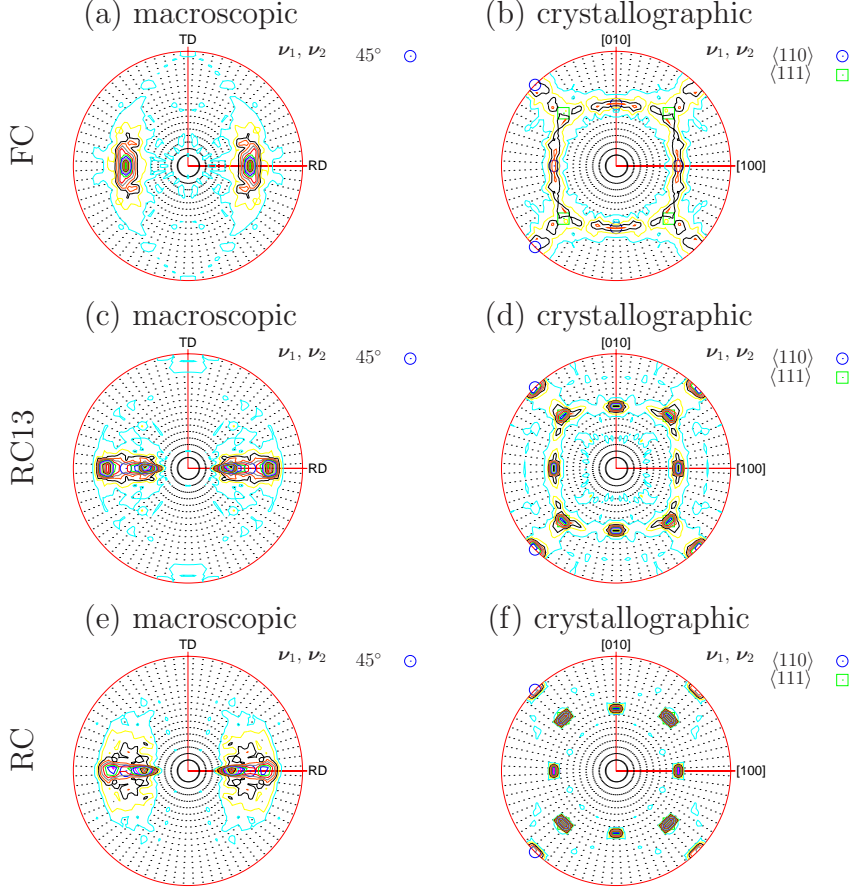 (a) macroscopic
(b) crystallographic
TD
ν₁, ν₂ 45°
RD
[010]
ν₁, ν₂ ⟨110⟩
⟨111⟩
[100]
FC
(c) macroscopic
(d) crystallographic
TD
ν₁, ν₂ 45°
RD
[010]
ν₁, ν₂ ⟨110⟩
⟨111⟩
[100]
RC13
(e) macroscopic
(f) crystallographic
TD
ν₁, ν₂ 45°
RD
[010]
ν₁, ν₂ ⟨110⟩
⟨111⟩
[100]
RC